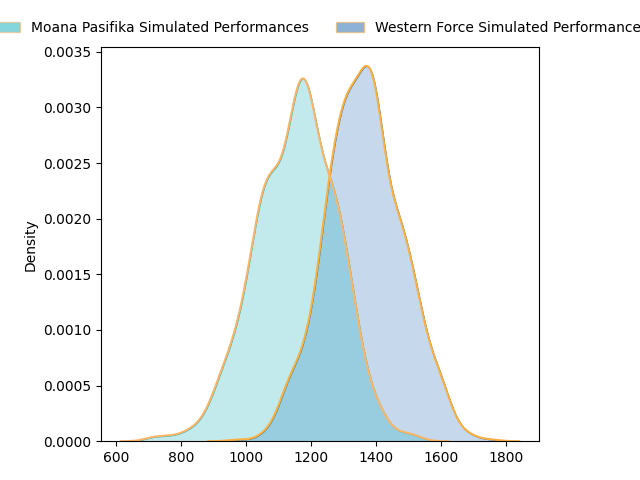 Moana Pasifika Simulated Performances Western Force Simulated Performance
0.0035
0.0030
0.0025
0.0020
0.0015
0.0010
0.0005
0.0000
Density
600 800 1000 1200 1400 1600 1800